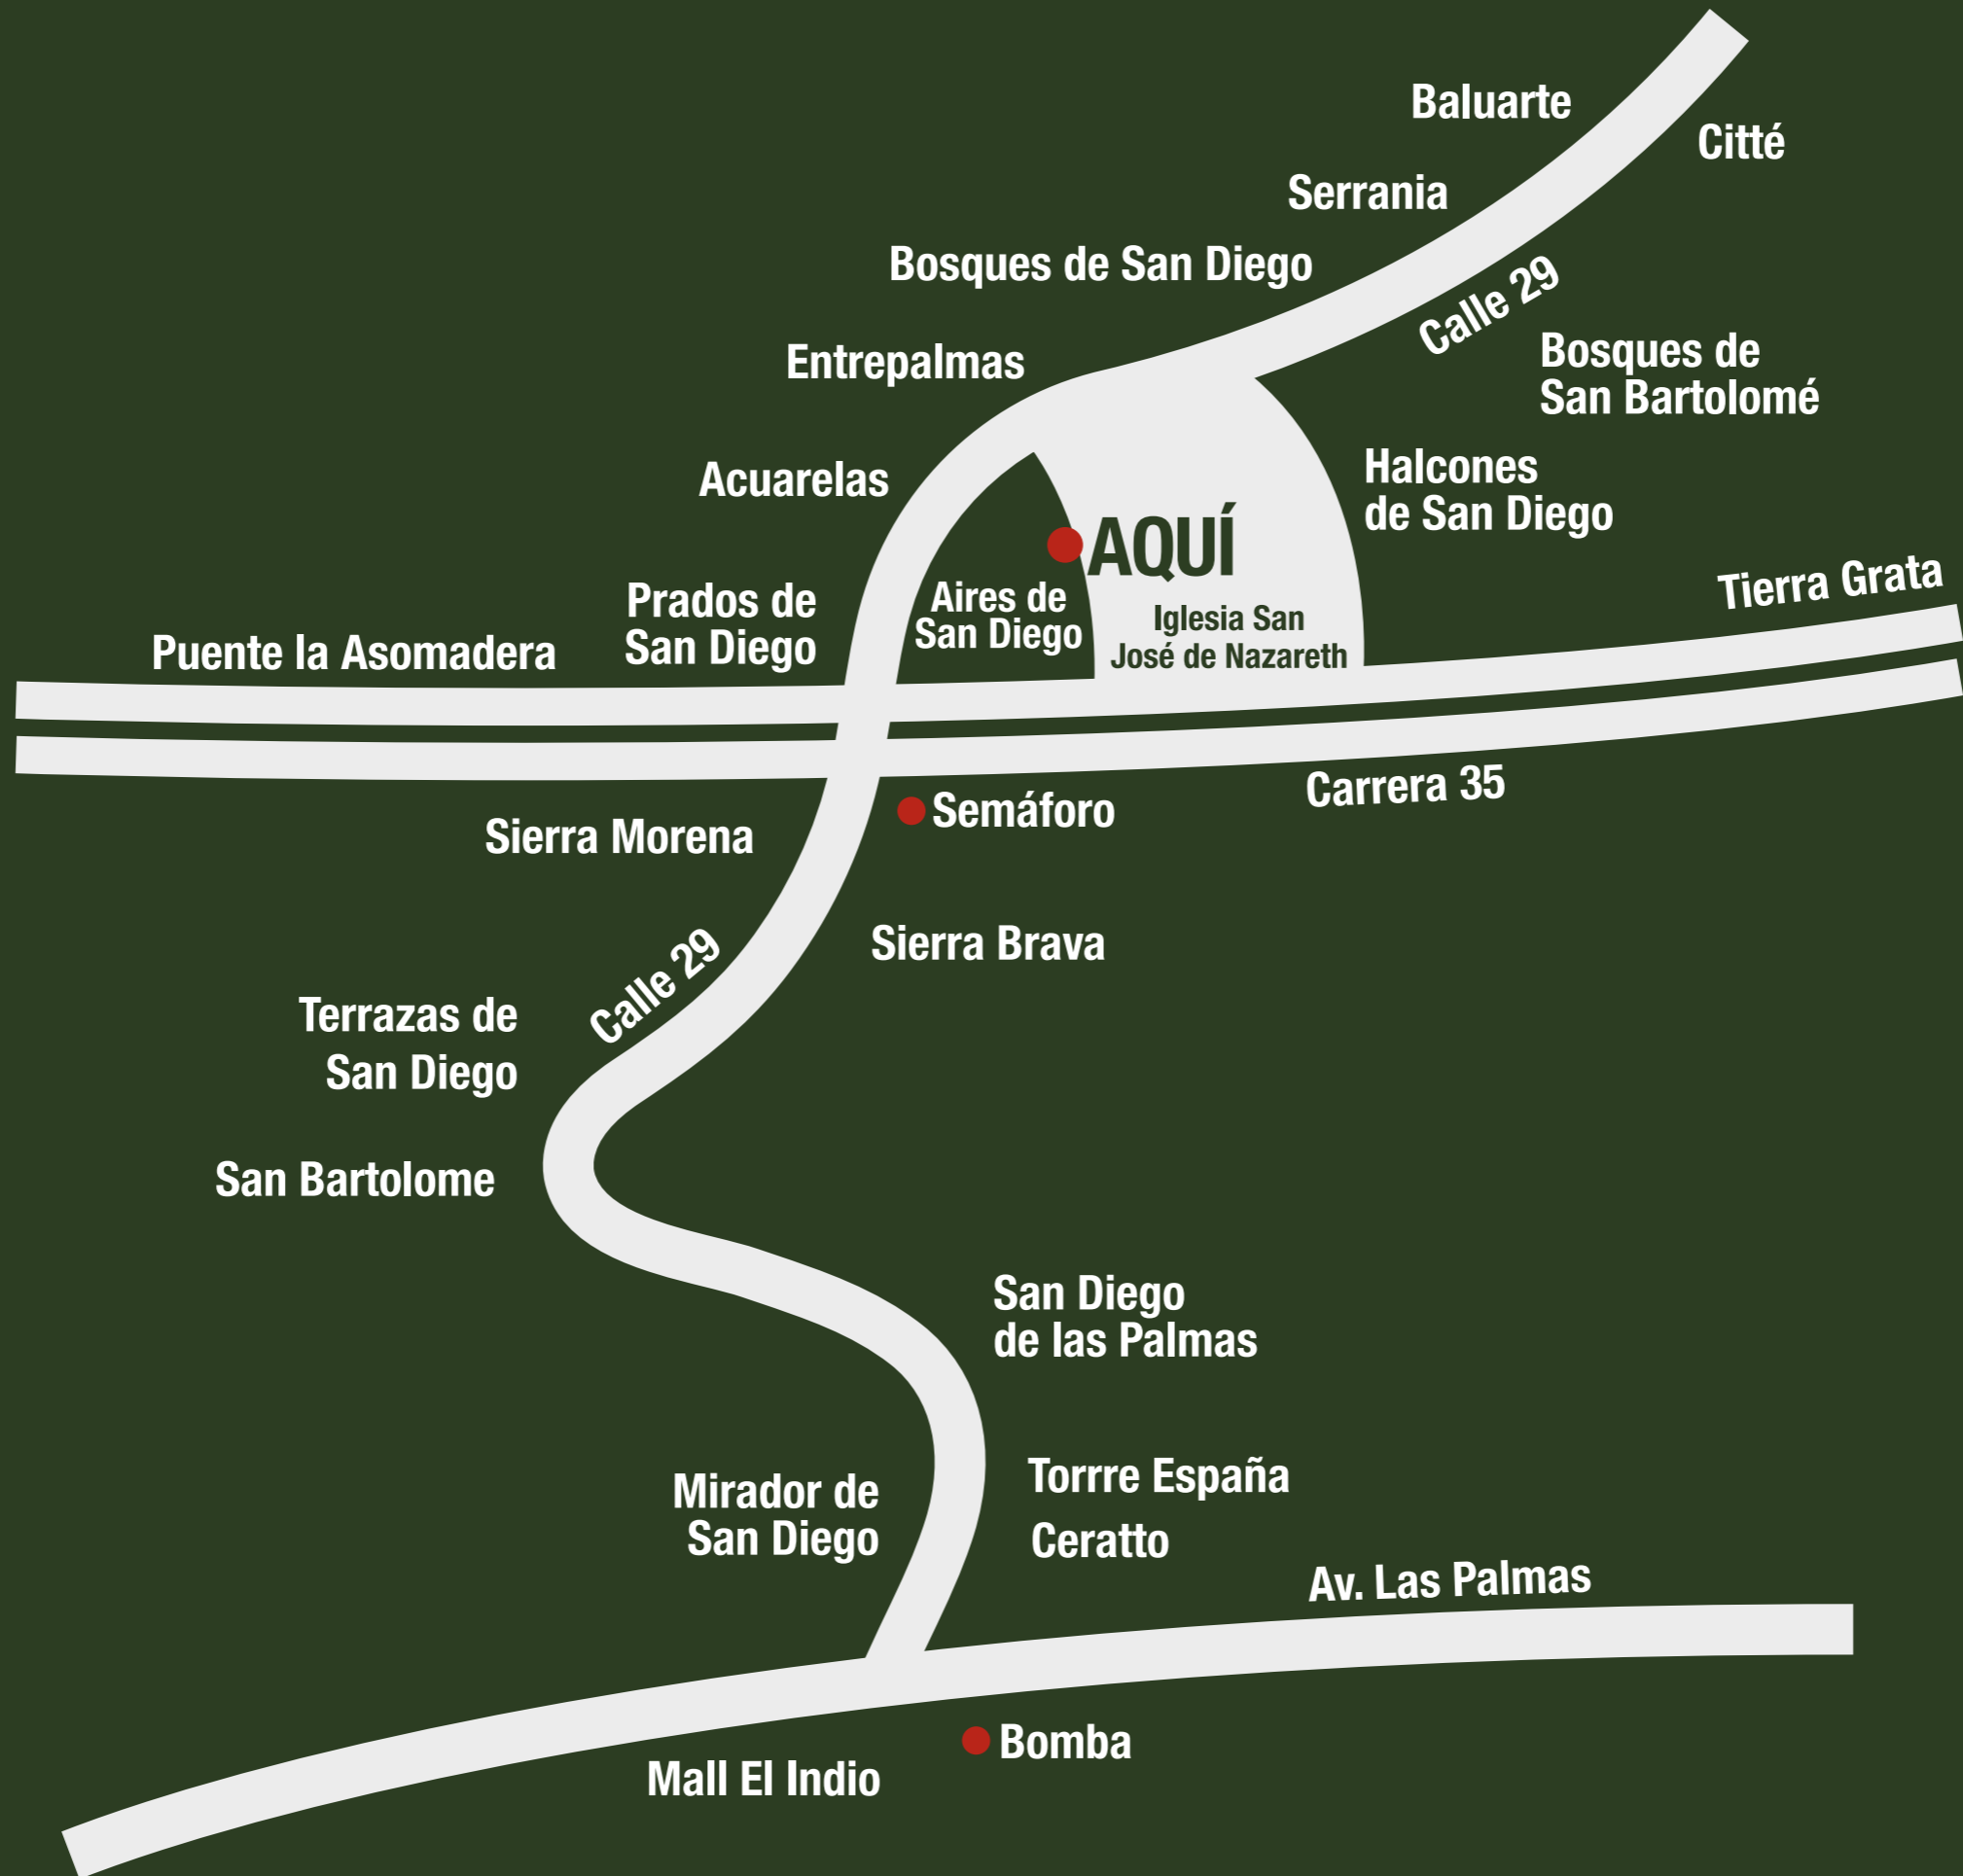 Baluarte
Citté
Serrania
Bosques de San Diego
Calle 29
Entrepalmas
Bosques de
San Bartolomé
Acuarelas
Halcones
de San Diego
AQUÍ
Tierra Grata
Prados de
San Diego
Aires de
San Diego
Iglesia San
José de Nazareth
Puente la Asomadera
Carrera 35
Semáforo
Sierra Morena
Sierra Brava
Calle 29
Terrazas de
San Diego
San Bartolome
San Diego
de las Palmas
Torrre España
Mirador de
San Diego
Ceratto
Av. Las Palmas
Bomba
Mall El Indio